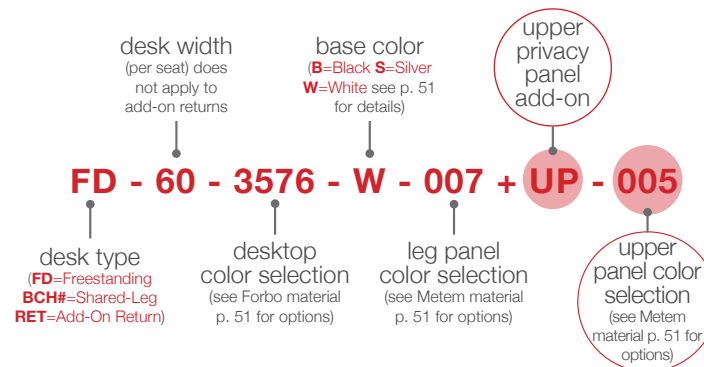 desk width
(per seat) does
not apply to
add-on returns
base color
(B=Black S=Silver
W=White see p. 51
for details)
upper
privacy
panel
add-on
FD - 60 - 3576 - W - 007 + UP - 005
desk type
(FD=Freestanding
BCH#=Shared-Leg
RET=Add-On Return)
desktop
color selection
(see Forbo material
p. 51 for options)
leg panel
color selection
(see Metem material
p. 51 for options)
upper
panel color
selection
(see Metem
material p. 51 for
options)